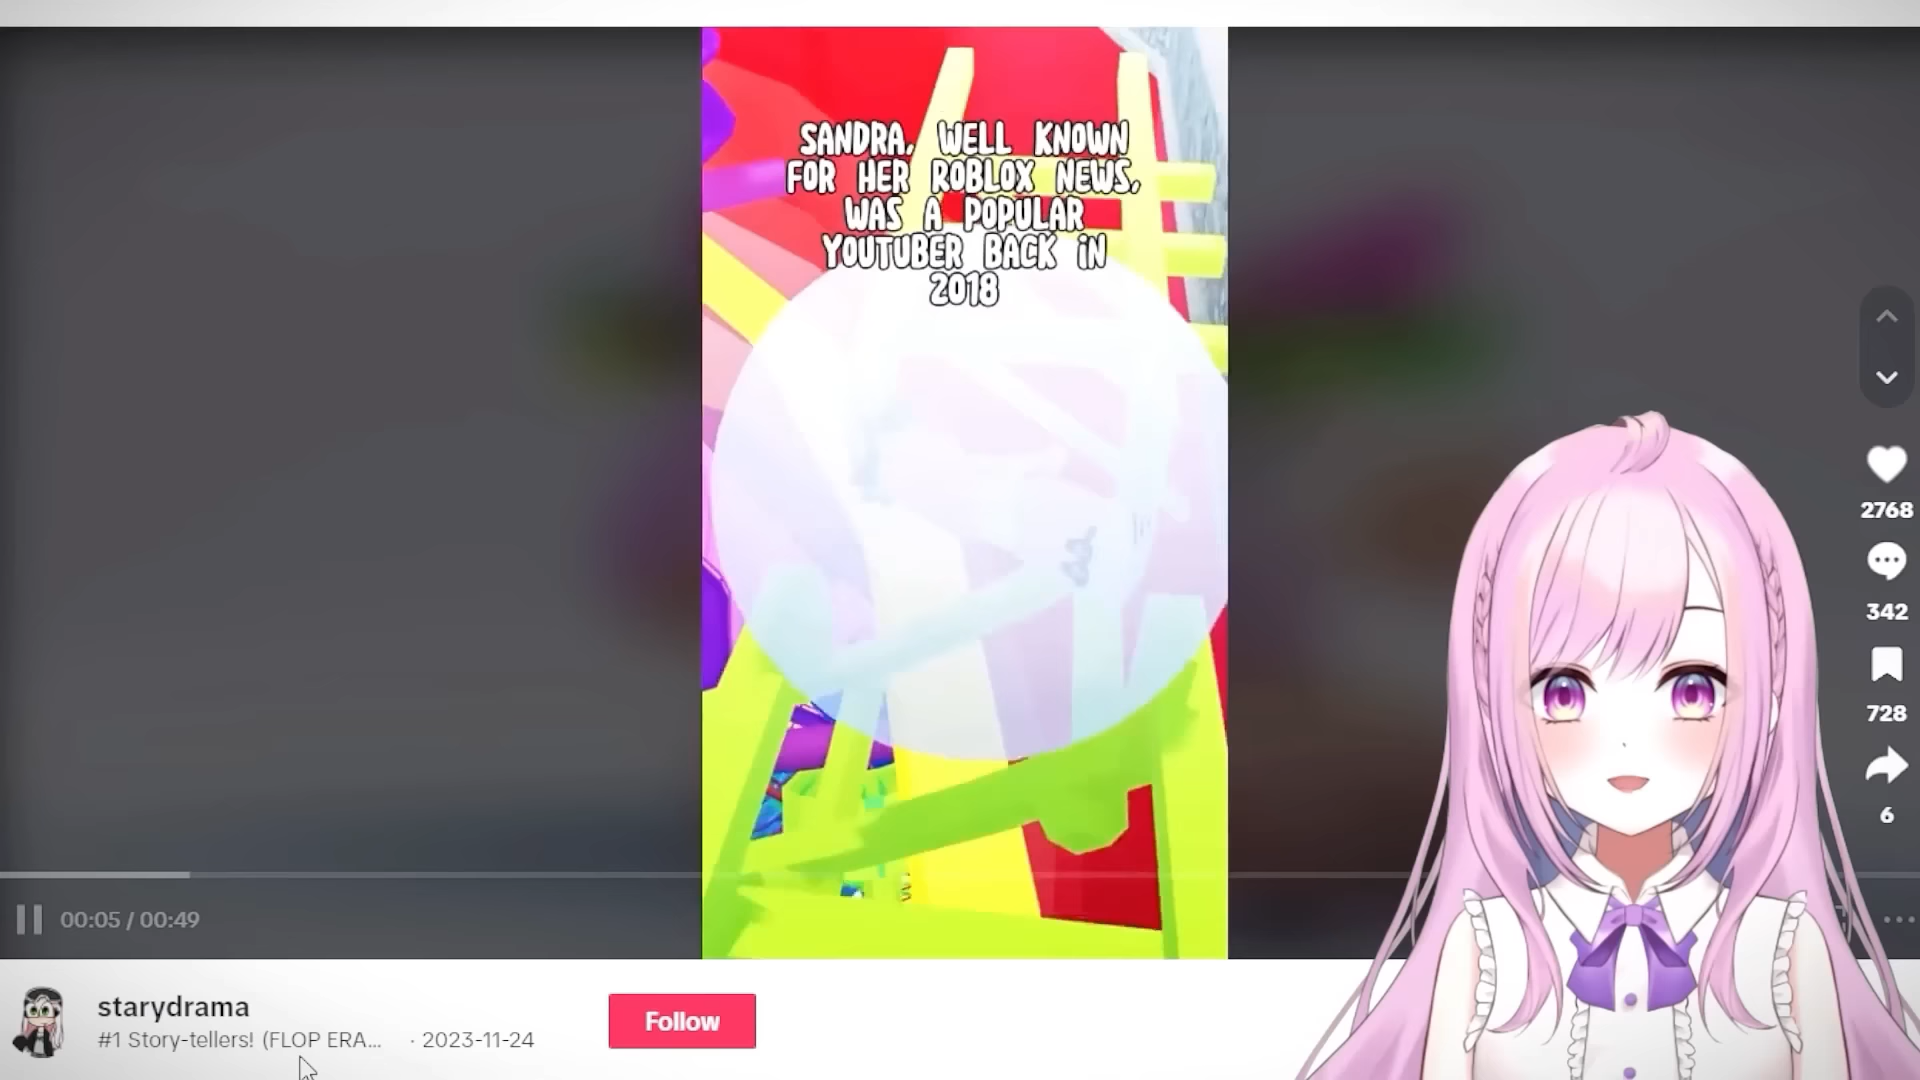 SANDRA, WELL KNOWN
FOR HER ROBLOX NEWS,
WAS A POPULAR
YOUTUBER BACK iN
2018
2768
342
728
6
00:05 / 00:49
starydrama
#1 Story-tellers! (FLOP ERA... · 2023-11-24
Follow